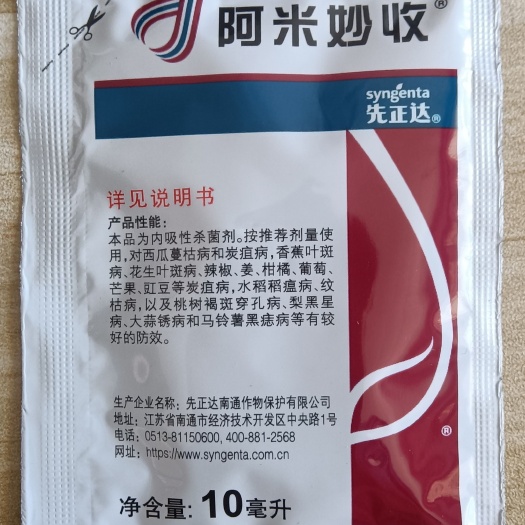 阿米妙收®
syngenta
先正达®
详见说明书
产品性能：
本品为内吸性杀菌剂。按推荐剂量使
用，对西瓜蔓枯病和炭疽病，香蕉叶斑
病、花生叶斑病、辣椒、姜、柑橘、葡萄、
芒果、豇豆等炭疽病，水稻稻瘟病、纹
枯病，以及桃树褐斑穿孔病、梨黑星
病、大蒜锈病和马铃薯黑痣病等有较
好的防效。
生产企业名称：先正达南通作物保护有限公司
地址：江苏省南通市经济技术开发区中央路1号
电话：0513-81150600, 400-881-2568
网址：https://www.syngenta.com.cn
®
净含量：10毫升